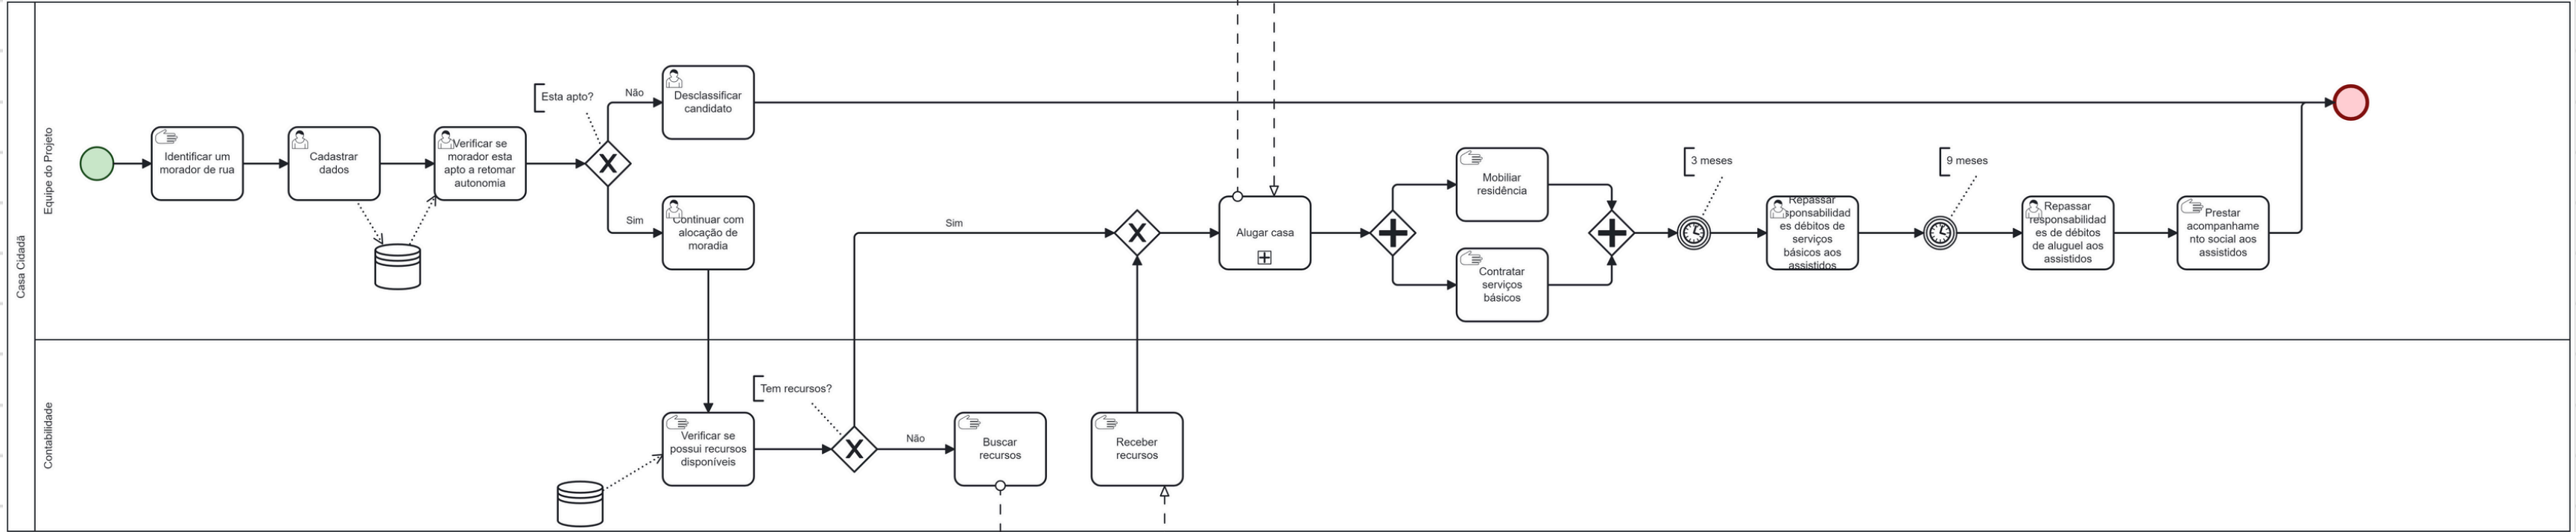 Casa Cidadã
Equipe do Projeto
Identificar um
morador de rua
Cadastrar
dados
Verificar se
morador esta
apto a retomar
autonomia
Esta apto?
Não
Desclassificar
candidato
Sim
Continuar com
alocação de
moradia
Sim
Alugar casa
Mobiliar
residência
Contratar
serviços
básicos
3 meses
Repassar
sponsabilidad
es débitos de
serviços
básicos aos
assistidos
9 meses
Repassar
responsabilidad
es de débitos
de aluguel aos
assistidos
Prestar
acompanhame
nto social aos
assistidos
Contabilidade
Verificar se
possui recursos
disponíveis
Tem recursos?
Não
Buscar
recursos
Receber
recursos